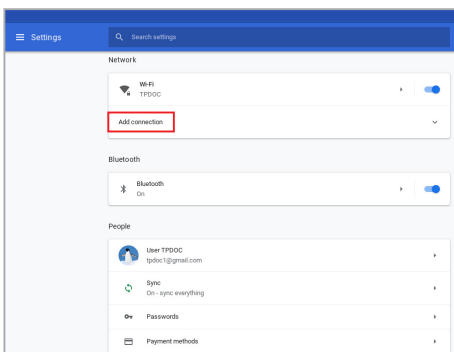 Settings
Search settings
Network
Wi-Fi
TPDOC
Add connection
Bluetooth
Bluetooth
On
People
User TPDOC
tpdoc1@gmail.com
Sync
On - sync everything
Passwords
Payment methods